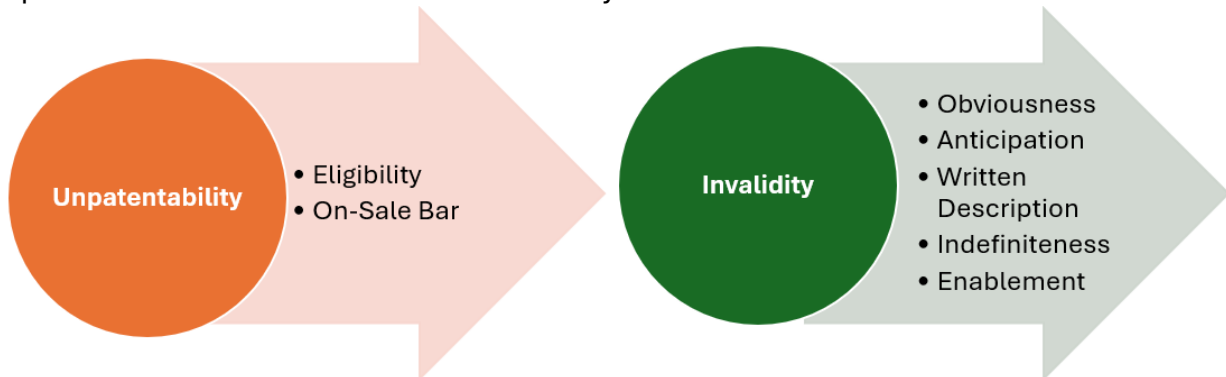 Unpatentability
• Eligibility
• On-Sale Bar
Invalidity
• Obviousness
• Anticipation
• Written
Description
• Indefiniteness
• Enablement